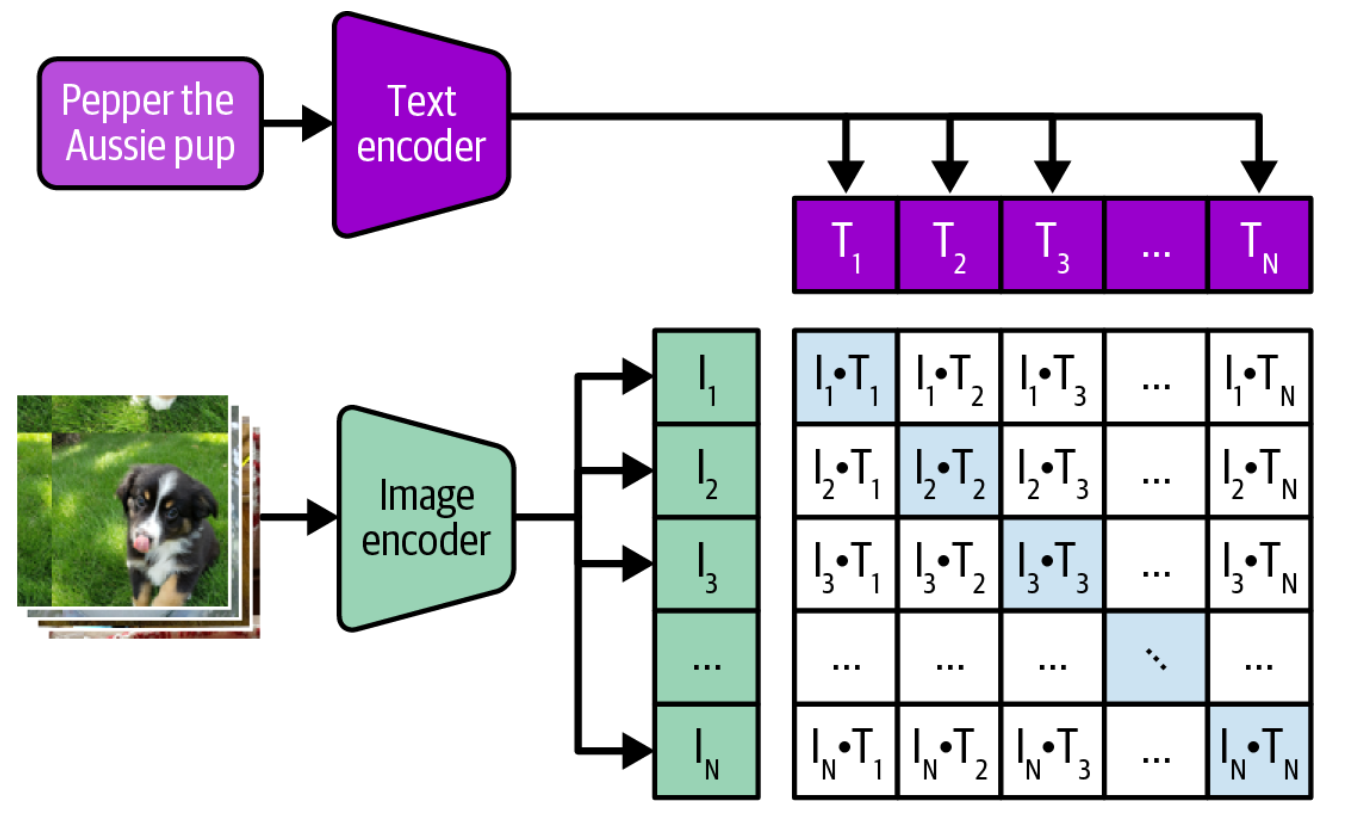 Pepper the
Aussie pup
Text
encoder
T1 T2 T3 ... TN
Image
encoder
I1 I1•T1 I1•T2 I1•T3 ... I1•TN
I2 I2•T1 I2•T2 I2•T3 ... I2•TN
I3 I3•T1 I3•T2 I3•T3 ... I3•TN
... ... ... ... ⋱ ...
IN IN•T1 IN•T2 IN•T3 ... IN•TN